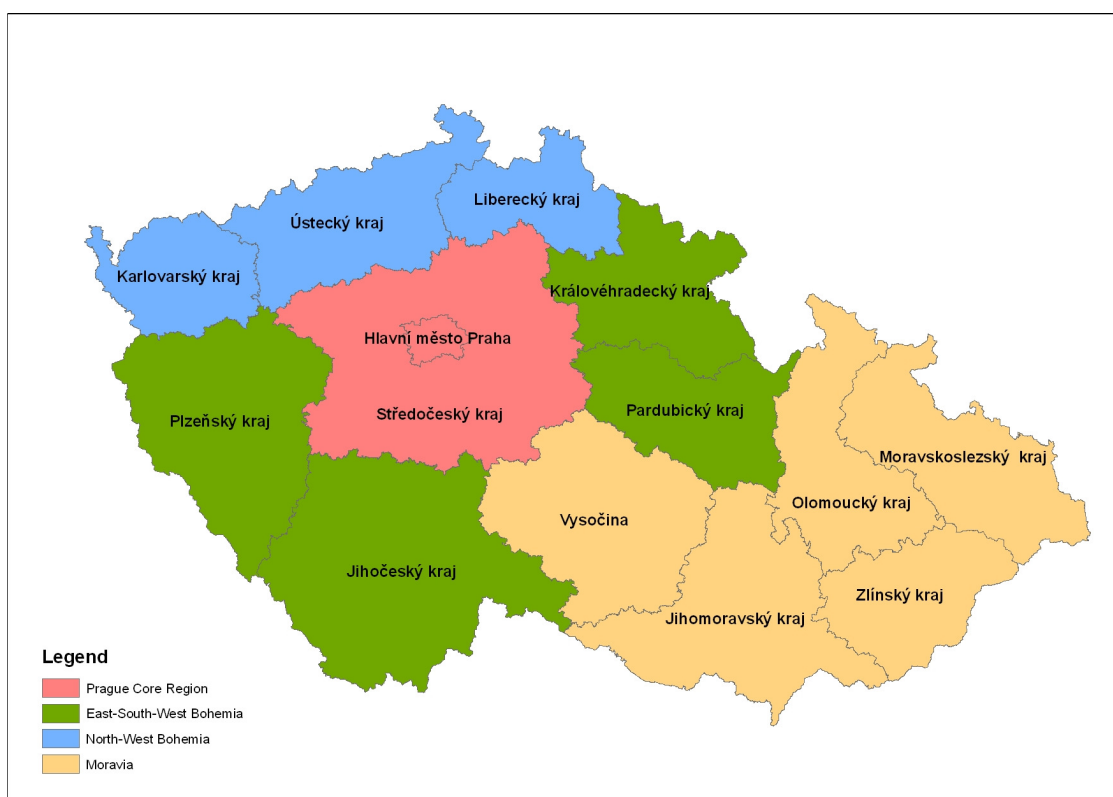 Liberecký kraj
Ústecký kraj
Karlovarský kraj
Královéhradecký kraj
Hlavní město Praha
Středočeský kraj
Pardubický kraj
Plzeňský kraj
Moravskoslezský  kraj
Olomoucký kraj
Vysočina
Jihočeský kraj
Zlínský kraj
Jihomoravský kraj
Legend
Prague Core Region
East-South-West Bohemia
North-West Bohemia
Moravia